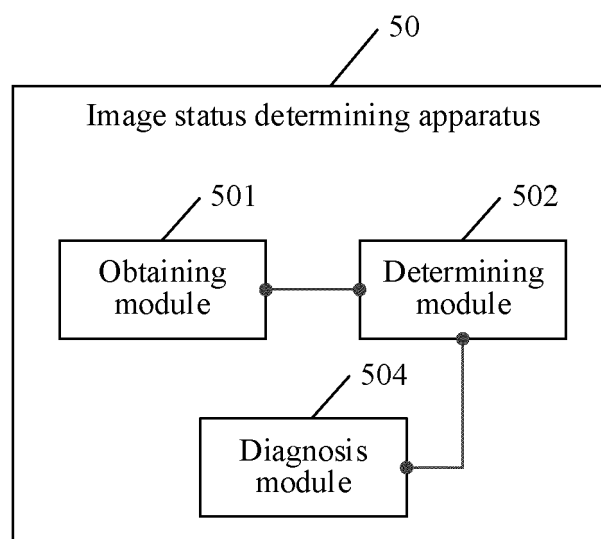 50
Image status determining apparatus
501
502
Obtaining
module
Determining
module
504
Diagnosis
module